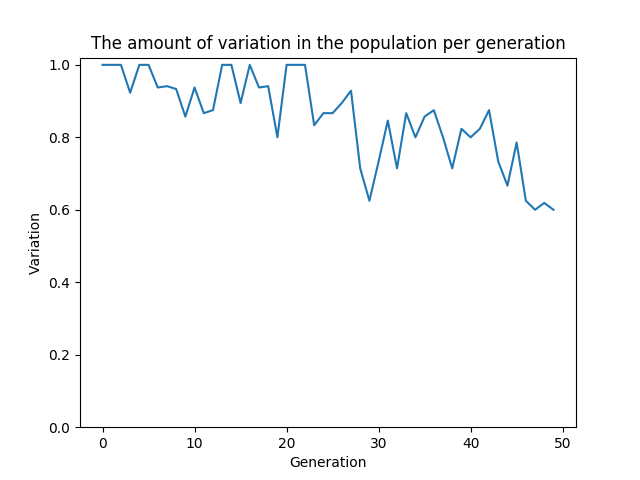 The amount of variation in the population per generation
1.0
0.8
0.6
0.4
0.2
0.0
Variation
0 10 20 30 40 50
Generation